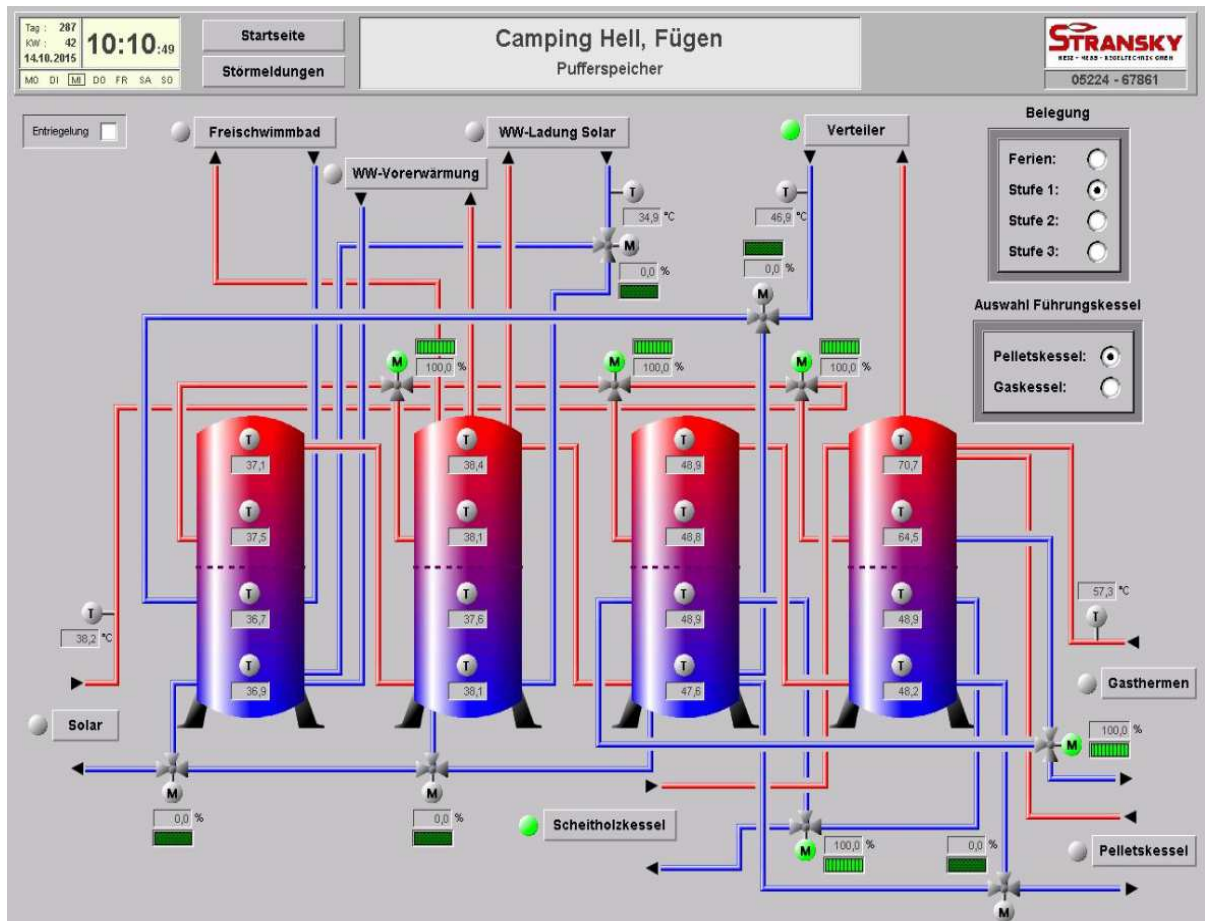 Tag : 287
KW : 42
14.10.2015
10:10:49
MO DI MI DO FR SA SO
Startseite
Störmeldungen
Camping Hell, Fügen
Pufferspeicher
STRANSKY
HEIZ - MESS - REGELTECHNIK GMBH
05224 - 67861
Entriegelung
Freischwimmbad
WW-Ladung Solar
Verteiler
WW-Vorerwärmung
Belegung
Ferien:
Stufe 1:
Stufe 2:
Stufe 3:
Auswahl Führungskessel
Pelletskessel:
Gaskessel:
T
34,9 °C
T
46,9 °C
M
0,0 %
0,0 %
M
M
100,0 %
M
100,0 %
M
100,0 %
T T T T
37,1 38,4 48,9 70,7
T T T T
37,5 38,1 48,8 64,5
T T T T
36,7 37,6 48,9 48,9
T T T T
36,9 38,1 47,6 48,2
T
38,2 °C
57,3 °C
T
Solar
Gasthermen
M
0,0 %
M
0,0 %
M
100,0 %
Scheitholzkessel
M
100,0 %
0,0 %
M
Pelletskessel